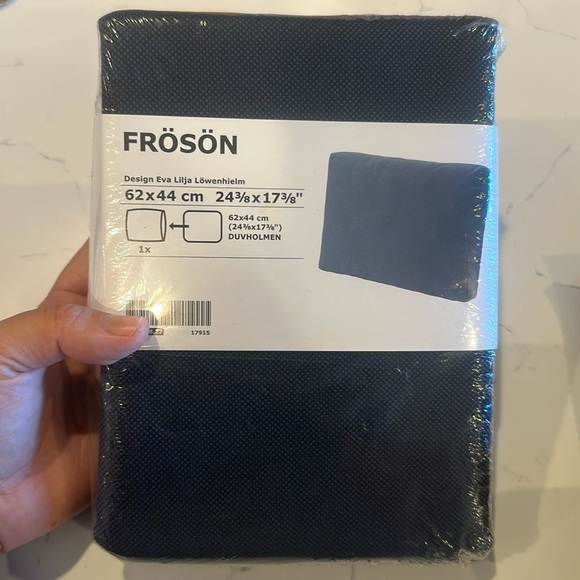 FRÖSÖN
Design Eva Lilja Löwenhielm
62x44 cm 24⅜x17⅜"
62x44 cm
(24⅜x17⅜")
DUVHOLMEN
1x
17915